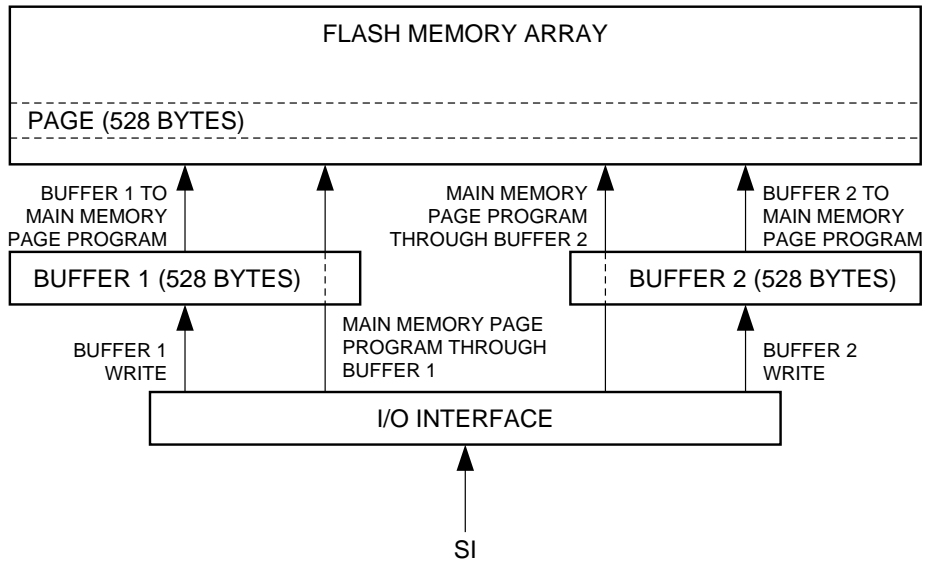 FLASH MEMORY ARRAY
PAGE (528 BYTES)
BUFFER 1 TO
MAIN MEMORY
PAGE PROGRAM
MAIN MEMORY
PAGE PROGRAM
THROUGH BUFFER 2
BUFFER 2 TO
MAIN MEMORY
PAGE PROGRAM
BUFFER 1 (528 BYTES)
BUFFER 2 (528 BYTES)
BUFFER 1
WRITE
MAIN MEMORY PAGE
PROGRAM THROUGH
BUFFER 1
BUFFER 2
WRITE
I/O INTERFACE
SI